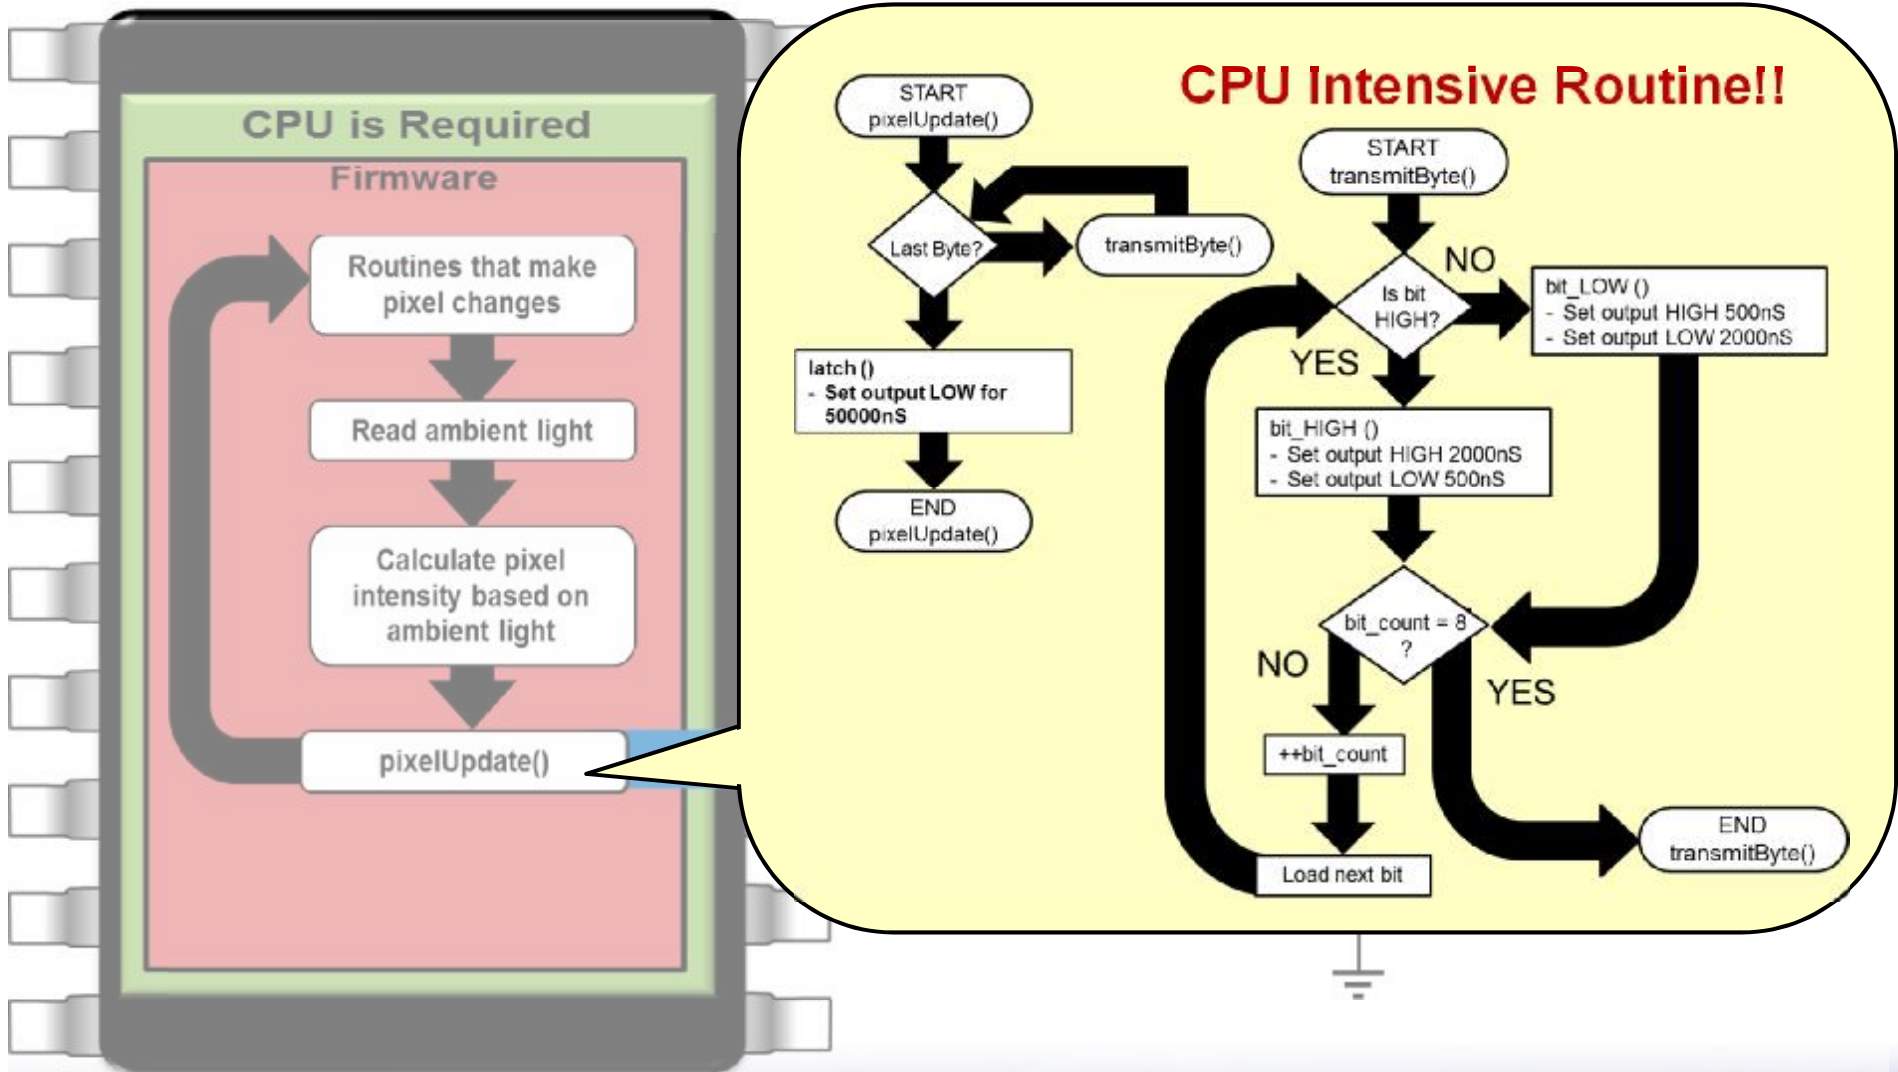 CPU is Required
Firmware
Routines that make
pixel changes
Read ambient light
Calculate pixel
intensity based on
ambient light
pixelUpdate()
CPU Intensive Routine!!
START
pixelUpdate()
Last Byte?
transmitByte()
latch ()
- Set output LOW for
50000nS
END
pixelUpdate()
START
transmitByte()
Is bit
HIGH?
NO
bit_LOW ()
- Set output HIGH 500nS
- Set output LOW 2000nS
YES
bit_HIGH ()
- Set output HIGH 2000nS
- Set output LOW 500nS
bit_count = 8
?
NO
YES
++bit_count
Load next bit
END
transmitByte()